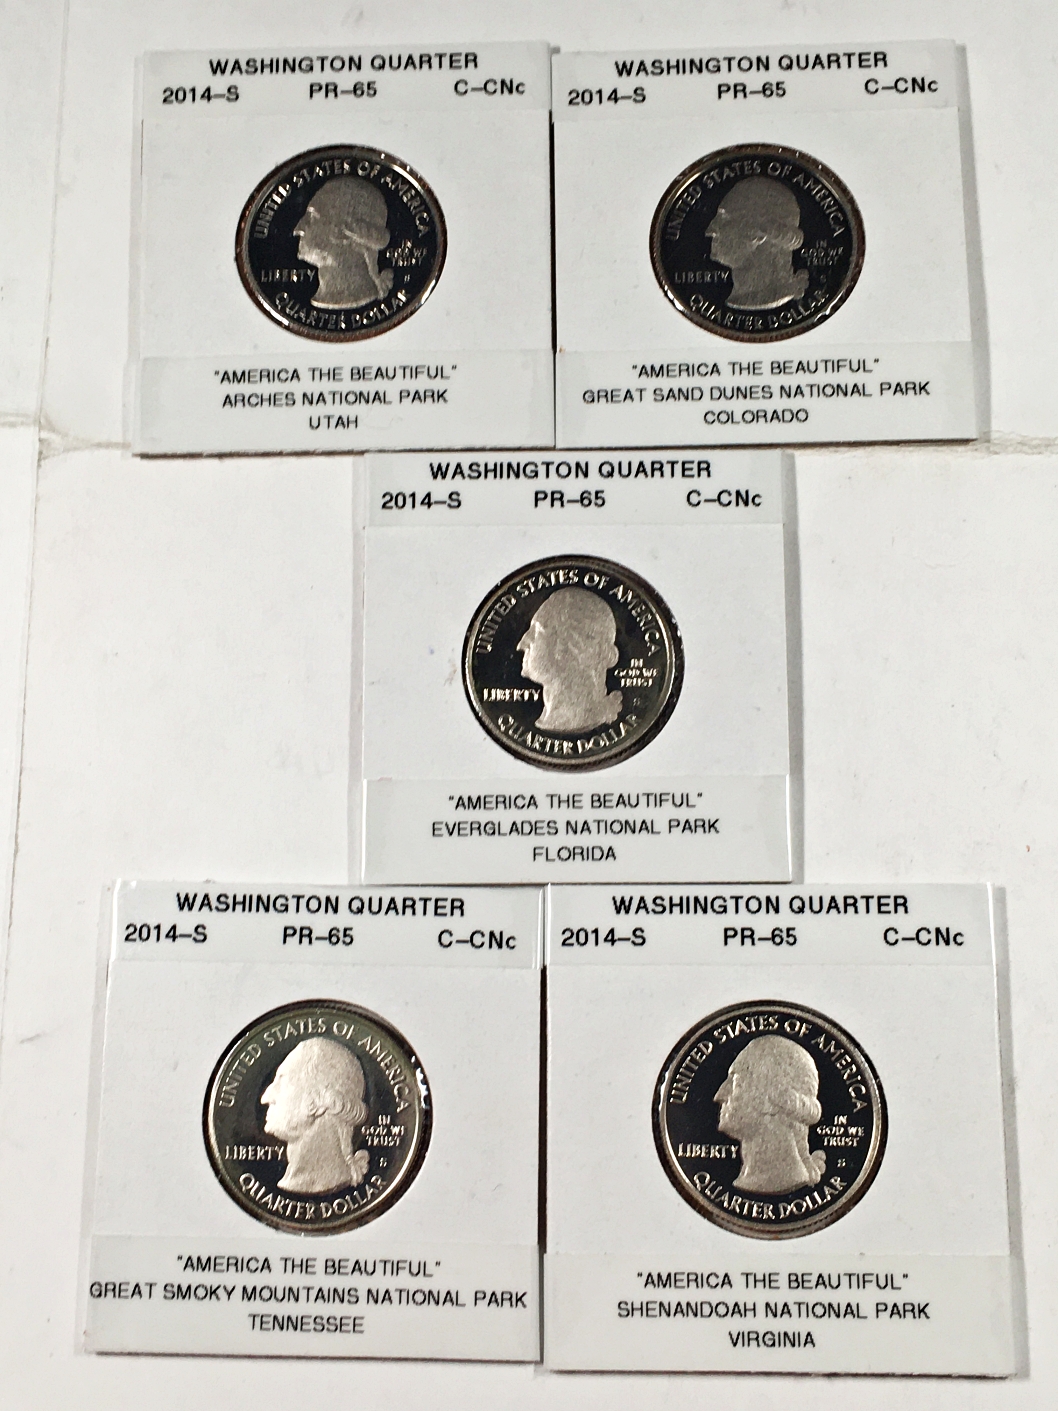 WASHINGTON QUARTER
2014-S PR-65 C-CNc
UNITED STATES OF AMERICA
LIBERTY
IN
GOD WE
TRUST
QUARTER DOLLAR
"AMERICA THE BEAUTIFUL"
ARCHES NATIONAL PARK
UTAH
WASHINGTON QUARTER
2014-S PR-65 C-CNc
UNITED STATES OF AMERICA
LIBERTY
IN
GOD WE
TRUST
S
QUARTER DOLLAR
"AMERICA THE BEAUTIFUL"
GREAT SAND DUNES NATIONAL PARK
COLORADO
WASHINGTON QUARTER
2014-S PR-65 C-CNc
UNITED STATES OF AMERICA
LIBERTY
IN
GOD WE
TRUST
QUARTER DOLLAR
"AMERICA THE BEAUTIFUL"
EVERGLADES NATIONAL PARK
FLORIDA
WASHINGTON QUARTER
2014-S PR-65 C-CNc
UNITED STATES OF AMERICA
LIBERTY
IN
GOD WE
TRUST
S
QUARTER DOLLAR
"AMERICA THE BEAUTIFUL"
GREAT SMOKY MOUNTAINS NATIONAL PARK
TENNESSEE
WASHINGTON QUARTER
2014-S PR-65 C-CNc
UNITED STATES OF AMERICA
LIBERTY
IN
GOD WE
TRUST
S
QUARTER DOLLAR
"AMERICA THE BEAUTIFUL"
SHENANDOAH NATIONAL PARK
VIRGINIA